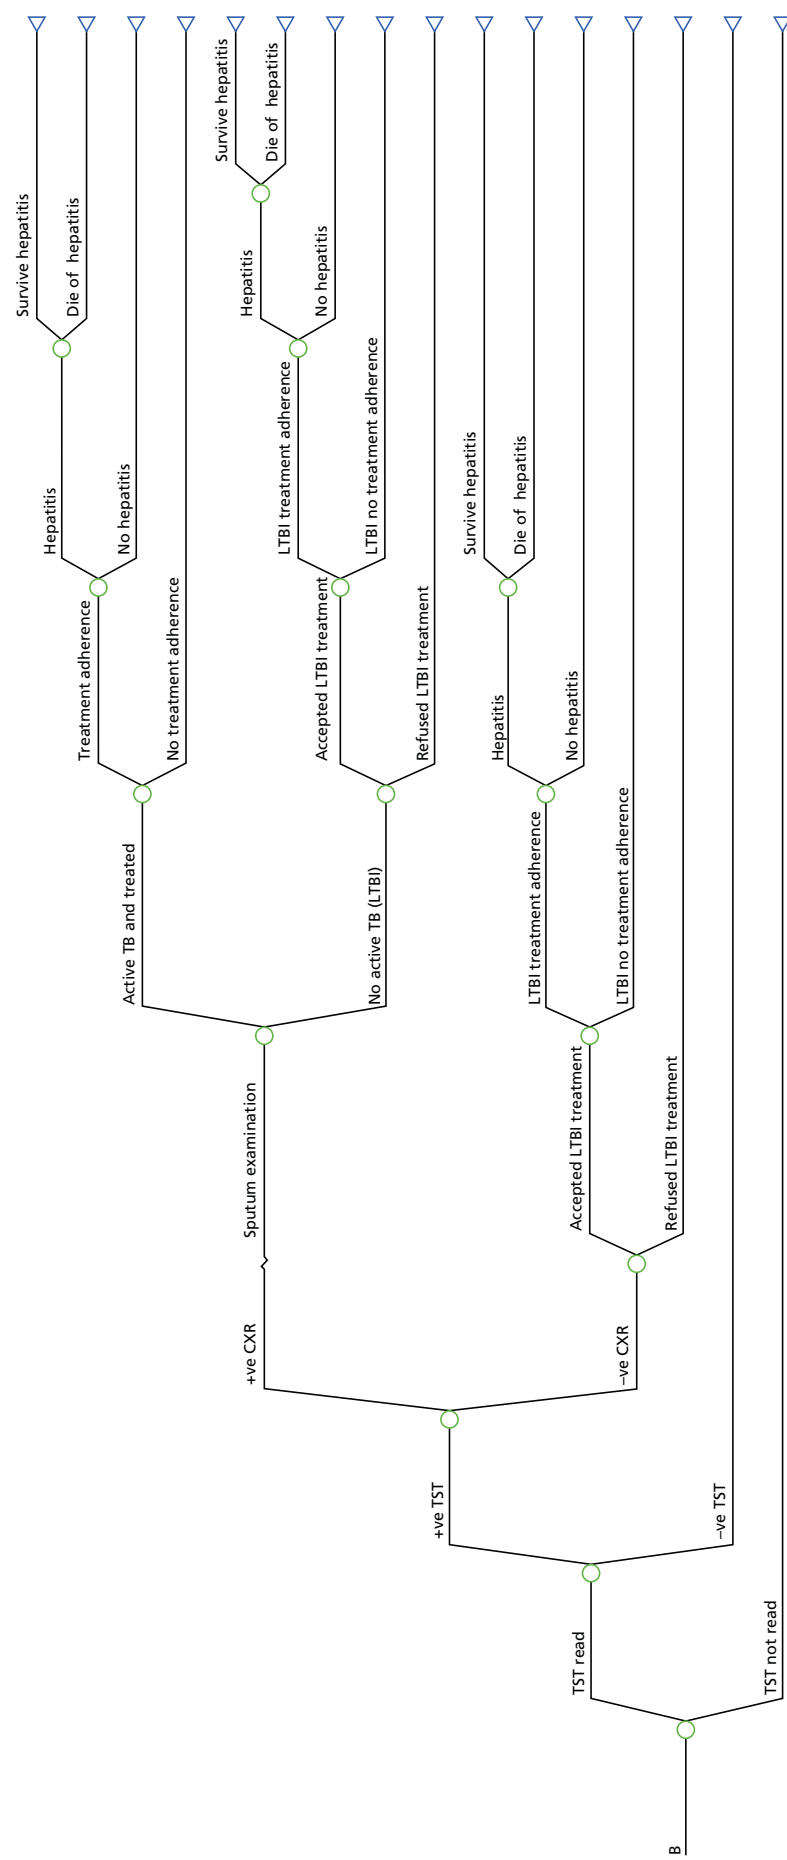 B
TST read
TST not read
+ve TST
–ve TST
+ve CXR
–ve CXR
Sputum examination
Active TB and treated
No active TB (LTBI)
Treatment adherence
No treatment adherence
Hepatitis
No hepatitis
Survive hepatitis
Die of hepatitis
Accepted LTBI treatment
Refused LTBI treatment
LTBI treatment adherence
LTBI no treatment adherence
Hepatitis
No hepatitis
Survive hepatitis
Die of hepatitis
Accepted LTBI treatment
Refused LTBI treatment
LTBI treatment adherence
LTBI no treatment adherence
Hepatitis
No hepatitis
Survive hepatitis
Die of hepatitis